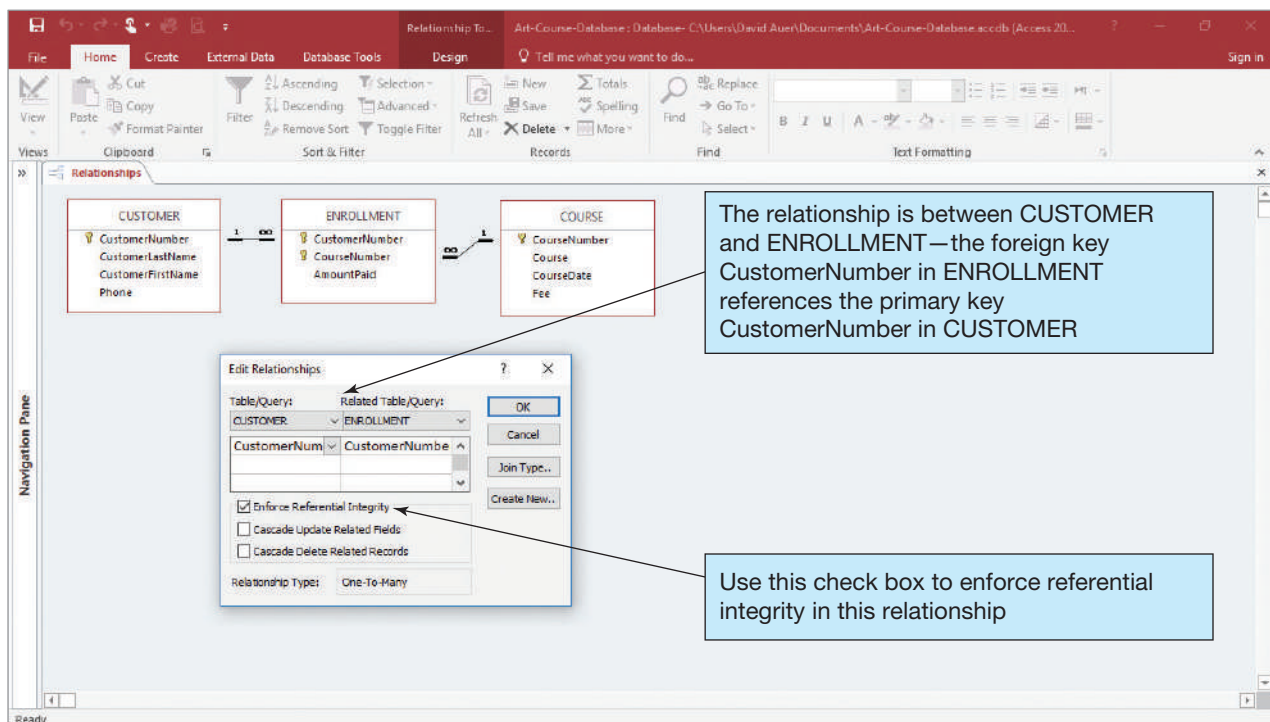 Relationship To...
Art-Course-Database : Database- C:\Users\David Auer\Documents\Art-Course-Database.accdb (Access 20...
?
File
Home
Create
External Data
Database Tools
Design
Tell me what you want to do...
Sign in
View
Paste
Cut
Copy
Format Painter
Filter
Ascending
Descending
Remove Sort
Selection
Advanced
Toggle Filter
Refresh All
New
Save
Delete
Totals
Spelling
More
Find
Replace
Go To
Select
B I U A
Views
Clipboard
Sort & Filter
Records
Find
Text Formatting
Relationships
Navigation Pane
CUSTOMER
CustomerNumber
CustomerLastName
CustomerFirstName
Phone
1 ∞
ENROLLMENT
CustomerNumber
CourseNumber
AmountPaid
∞ 1
COURSE
CourseNumber
Course
CourseDate
Fee
The relationship is between CUSTOMER
and ENROLLMENT—the foreign key
CustomerNumber in ENROLLMENT
references the primary key
CustomerNumber in CUSTOMER
Edit Relationships
?
Table/Query: Related Table/Query:
CUSTOMER ENROLLMENT
CustomerNum CustomerNumbe
OK
Cancel
Join Type..
Create New..
Enforce Referential Integrity
Cascade Update Related Fields
Cascade Delete Related Records
Relationship Type: One-To-Many
Use this check box to enforce referential
integrity in this relationship
Ready